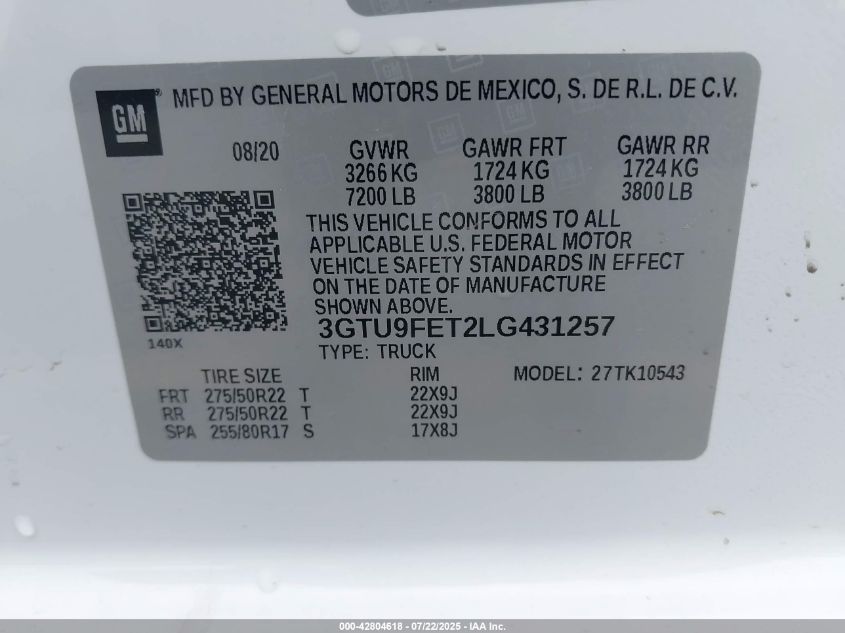 GM ® MFD BY GENERAL MOTORS DE MEXICO, S. DE R.L. DE C.V.
08/20 GVWR GAWR FRT GAWR RR
3266 KG 1724 KG 1724 KG
7200 LB 3800 LB 3800 LB
THIS VEHICLE CONFORMS TO ALL
APPLICABLE U.S. FEDERAL MOTOR
VEHICLE SAFETY STANDARDS IN EFFECT
ON THE DATE OF MANUFACTURE
SHOWN ABOVE.
3GTU9FET2LG431257
140X
TYPE: TRUCK
TIRE SIZE RIM MODEL: 27TK10543
FRT 275/50R22 T 22X9J
RR 275/50R22 T 22X9J
SPA 255/80R17 S 17X8J
000-42804618 - 07/22/2025 - IAA Inc.